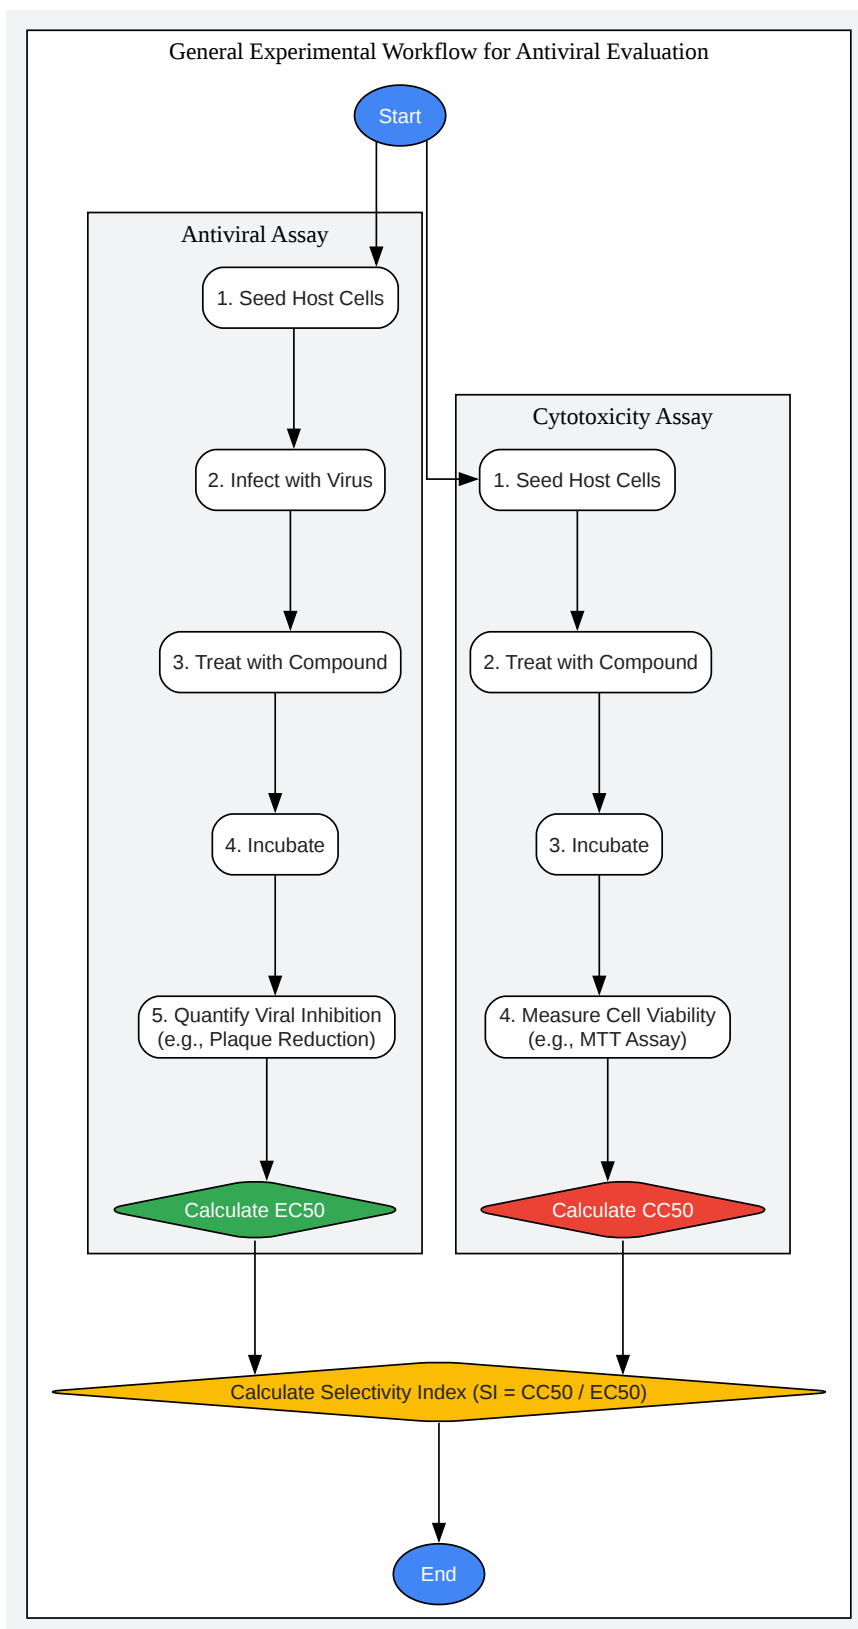 General Experimental Workflow for Antiviral Evaluation
Start
Antiviral Assay
1. Seed Host Cells
2. Infect with Virus
3. Treat with Compound
4. Incubate
5. Quantify Viral Inhibition
(e.g., Plaque Reduction)
Calculate EC50
Cytotoxicity Assay
1. Seed Host Cells
2. Treat with Compound
3. Incubate
4. Measure Cell Viability
(e.g., MTT Assay)
Calculate CC50
Calculate Selectivity Index (SI = CC50 / EC50)
End